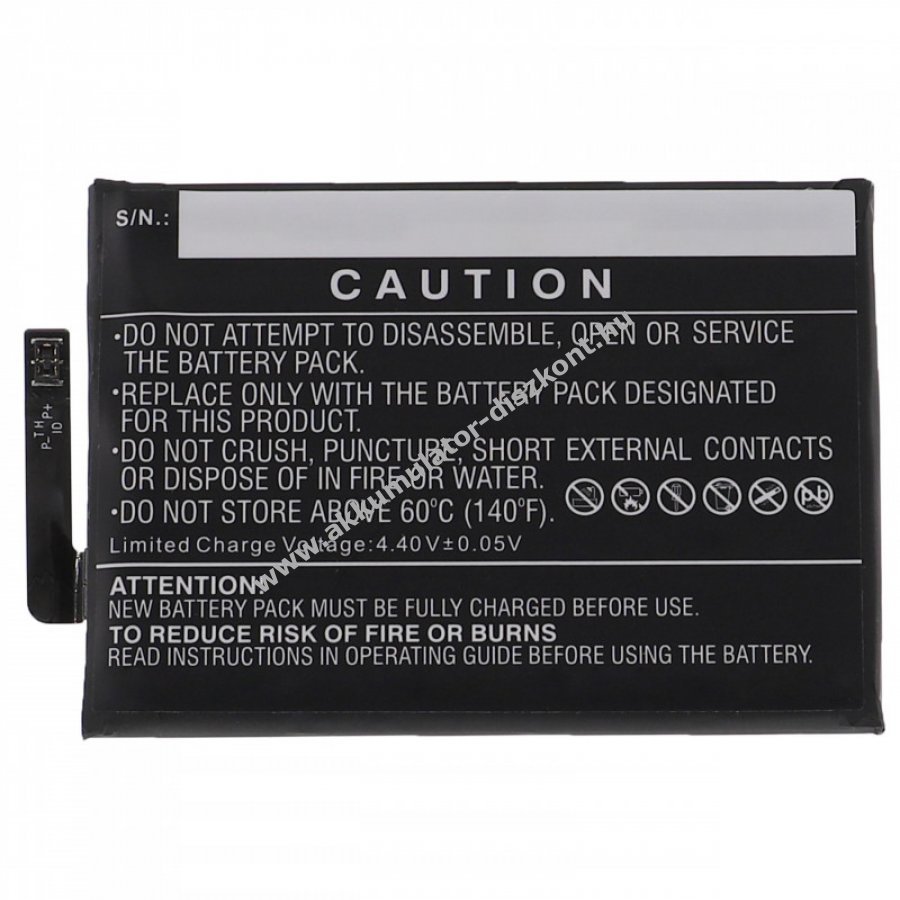 S/N.:
CAUTION
·DO NOT ATTEMPT TO DISASSEMBLE, OPEN OR SERVICE
THE BATTERY PACK.
·REPLACE ONLY WITH THE BATTERY PACK DESIGNATED
FOR THIS PRODUCT.
·DO NOT CRUSH, PUNCTURE, SHORT EXTERNAL CONTACTS
OR DISPOSE OF IN FIRE OR WATER.
·DO NOT STORE ABOVE 60°C (140°F).
Pb
Limited Charge Voltage:4.40V±0.05V
ATTENTION:
NEW BATTERY PACK MUST BE FULLY CHARGED BEFORE USE.
TO REDUCE RISK OF FIRE OR BURNS
READ INSTRUCTIONS IN OPERATING GUIDE BEFORE USING THE BATTERY.
P- TH P+
ID
www.akkumulator-diszkont.hu